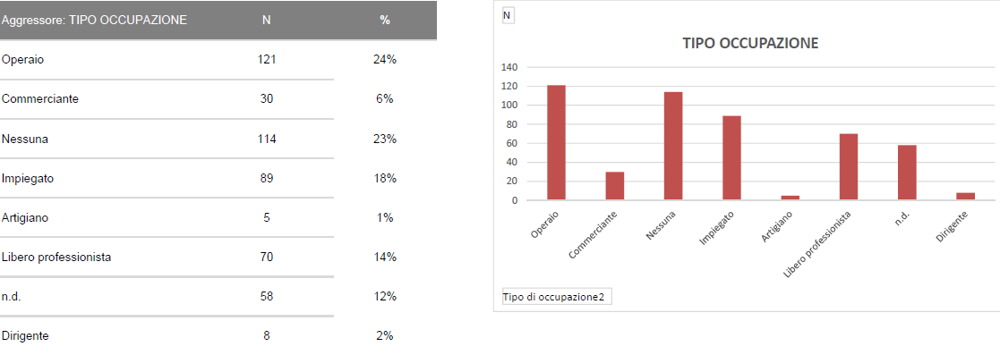 Aggressore: TIPO OCCUPAZIONE N %
Operaio 121 24%
Commerciante 30 6%
Nessuna 114 23%
Impiegato 89 18%
Artigiano 5 1%
Libero professionista 70 14%
n.d. 58 12%
Dirigente 8 2%
N
TIPO OCCUPAZIONE
140
120
100
80
60
40
20
0
Operaio
Commerciante
Nessuna
Impiegato
Artigiano
Libero professionista
n.d.
Dirigente
Tipo di occupazione2